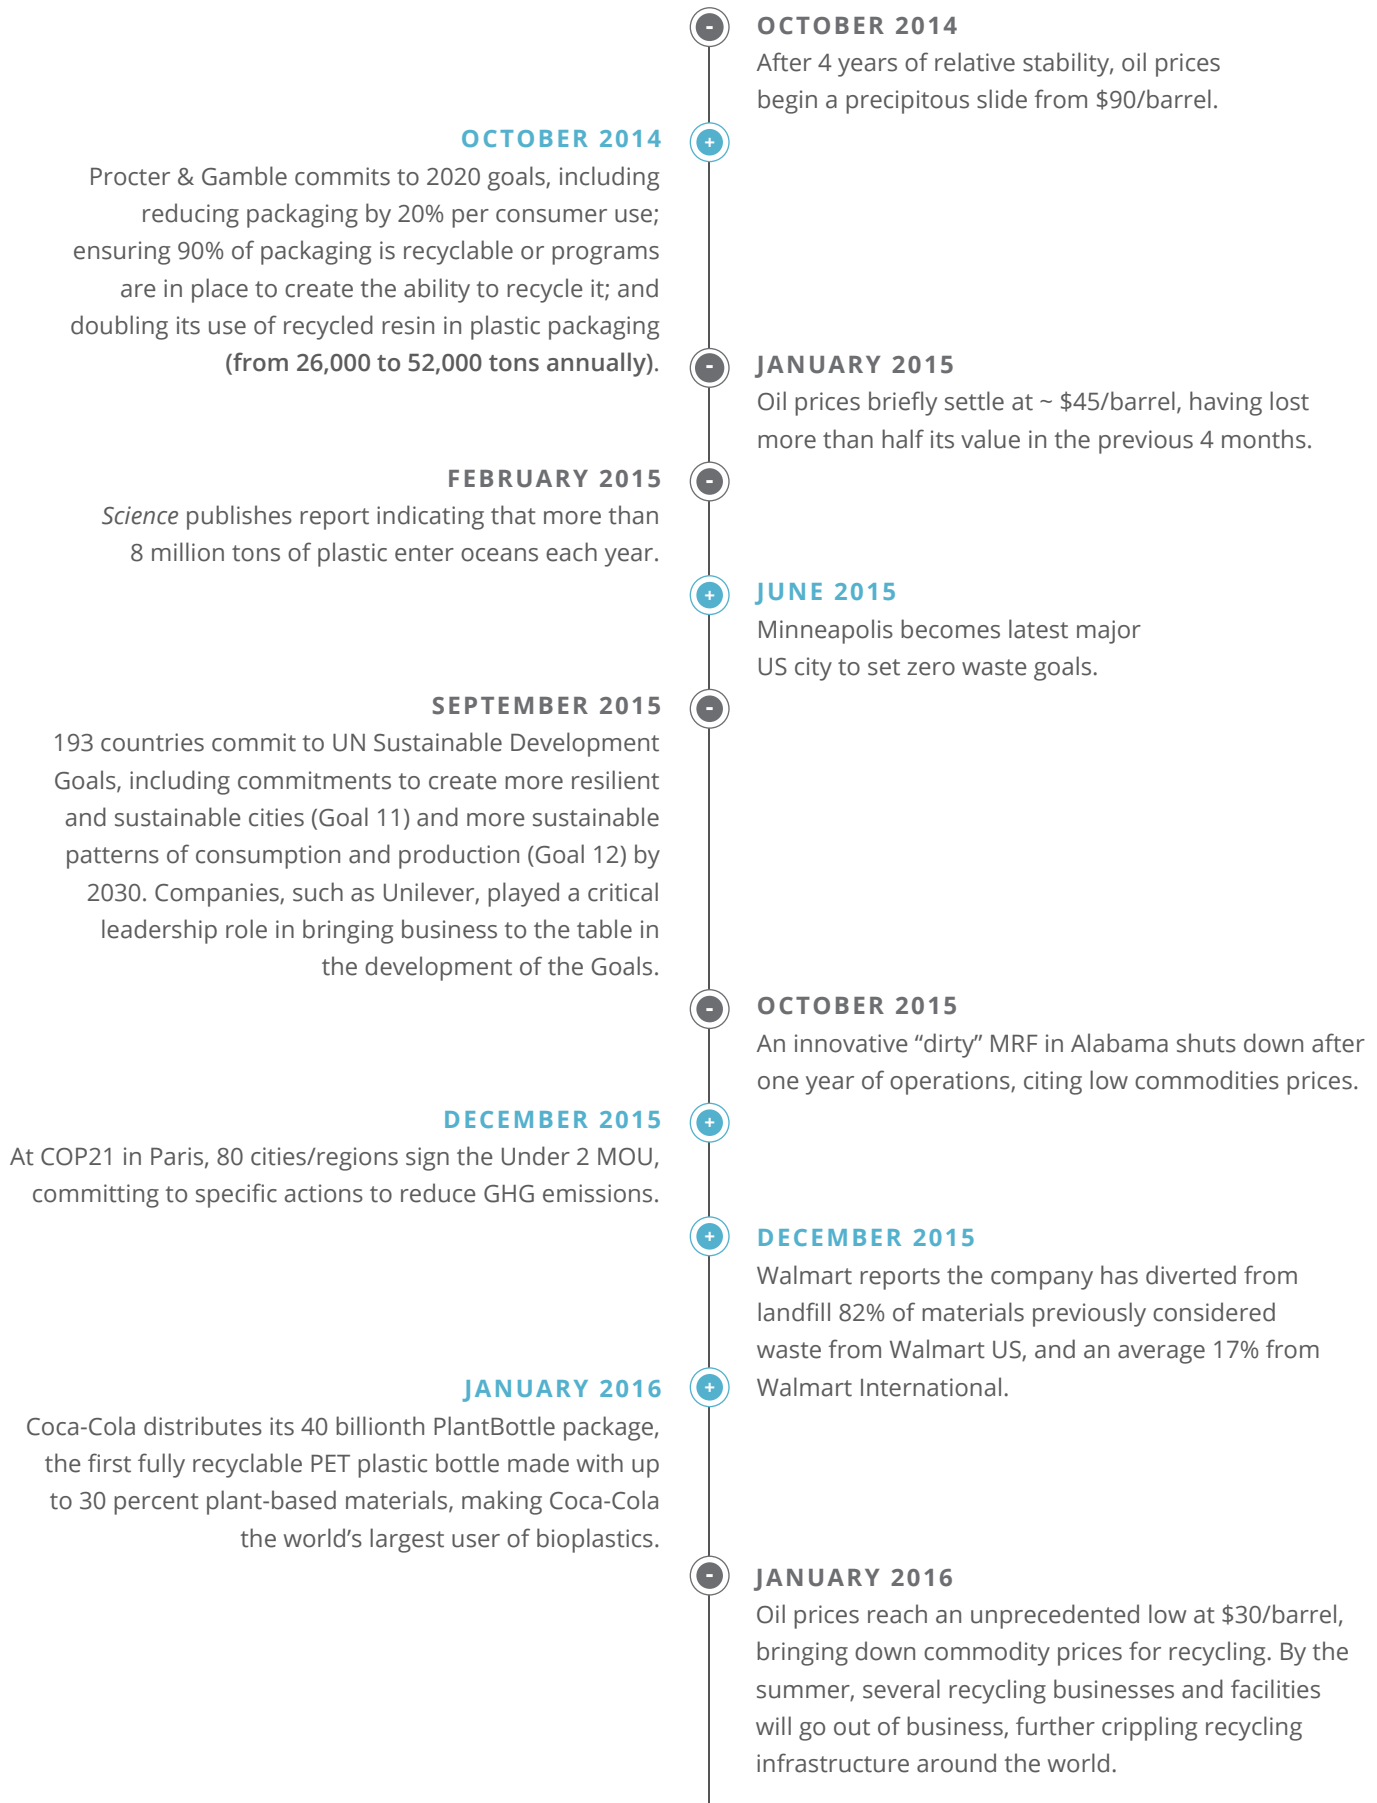 OCTOBER 2014
After 4 years of relative stability, oil prices
begin a precipitous slide from $90/barrel.
OCTOBER 2014
Procter & Gamble commits to 2020 goals, including
reducing packaging by 20% per consumer use;
ensuring 90% of packaging is recyclable or programs
are in place to create the ability to recycle it; and
doubling its use of recycled resin in plastic packaging
(from 26,000 to 52,000 tons annually).
JANUARY 2015
Oil prices briefly settle at ~ $45/barrel, having lost
more than half its value in the previous 4 months.
FEBRUARY 2015
Science publishes report indicating that more than
8 million tons of plastic enter oceans each year.
JUNE 2015
Minneapolis becomes latest major
US city to set zero waste goals.
SEPTEMBER 2015
193 countries commit to UN Sustainable Development
Goals, including commitments to create more resilient
and sustainable cities (Goal 11) and more sustainable
patterns of consumption and production (Goal 12) by
2030. Companies, such as Unilever, played a critical
leadership role in bringing business to the table in
the development of the Goals.
OCTOBER 2015
An innovative “dirty” MRF in Alabama shuts down after
one year of operations, citing low commodities prices.
DECEMBER 2015
At COP21 in Paris, 80 cities/regions sign the Under 2 MOU,
committing to specific actions to reduce GHG emissions.
DECEMBER 2015
Walmart reports the company has diverted from
landfill 82% of materials previously considered
waste from Walmart US, and an average 17% from
Walmart International.
JANUARY 2016
Coca-Cola distributes its 40 billionth PlantBottle package,
the first fully recyclable PET plastic bottle made with up
to 30 percent plant-based materials, making Coca-Cola
the world’s largest user of bioplastics.
JANUARY 2016
Oil prices reach an unprecedented low at $30/barrel,
bringing down commodity prices for recycling. By the
summer, several recycling businesses and facilities
will go out of business, further crippling recycling
infrastructure around the world.